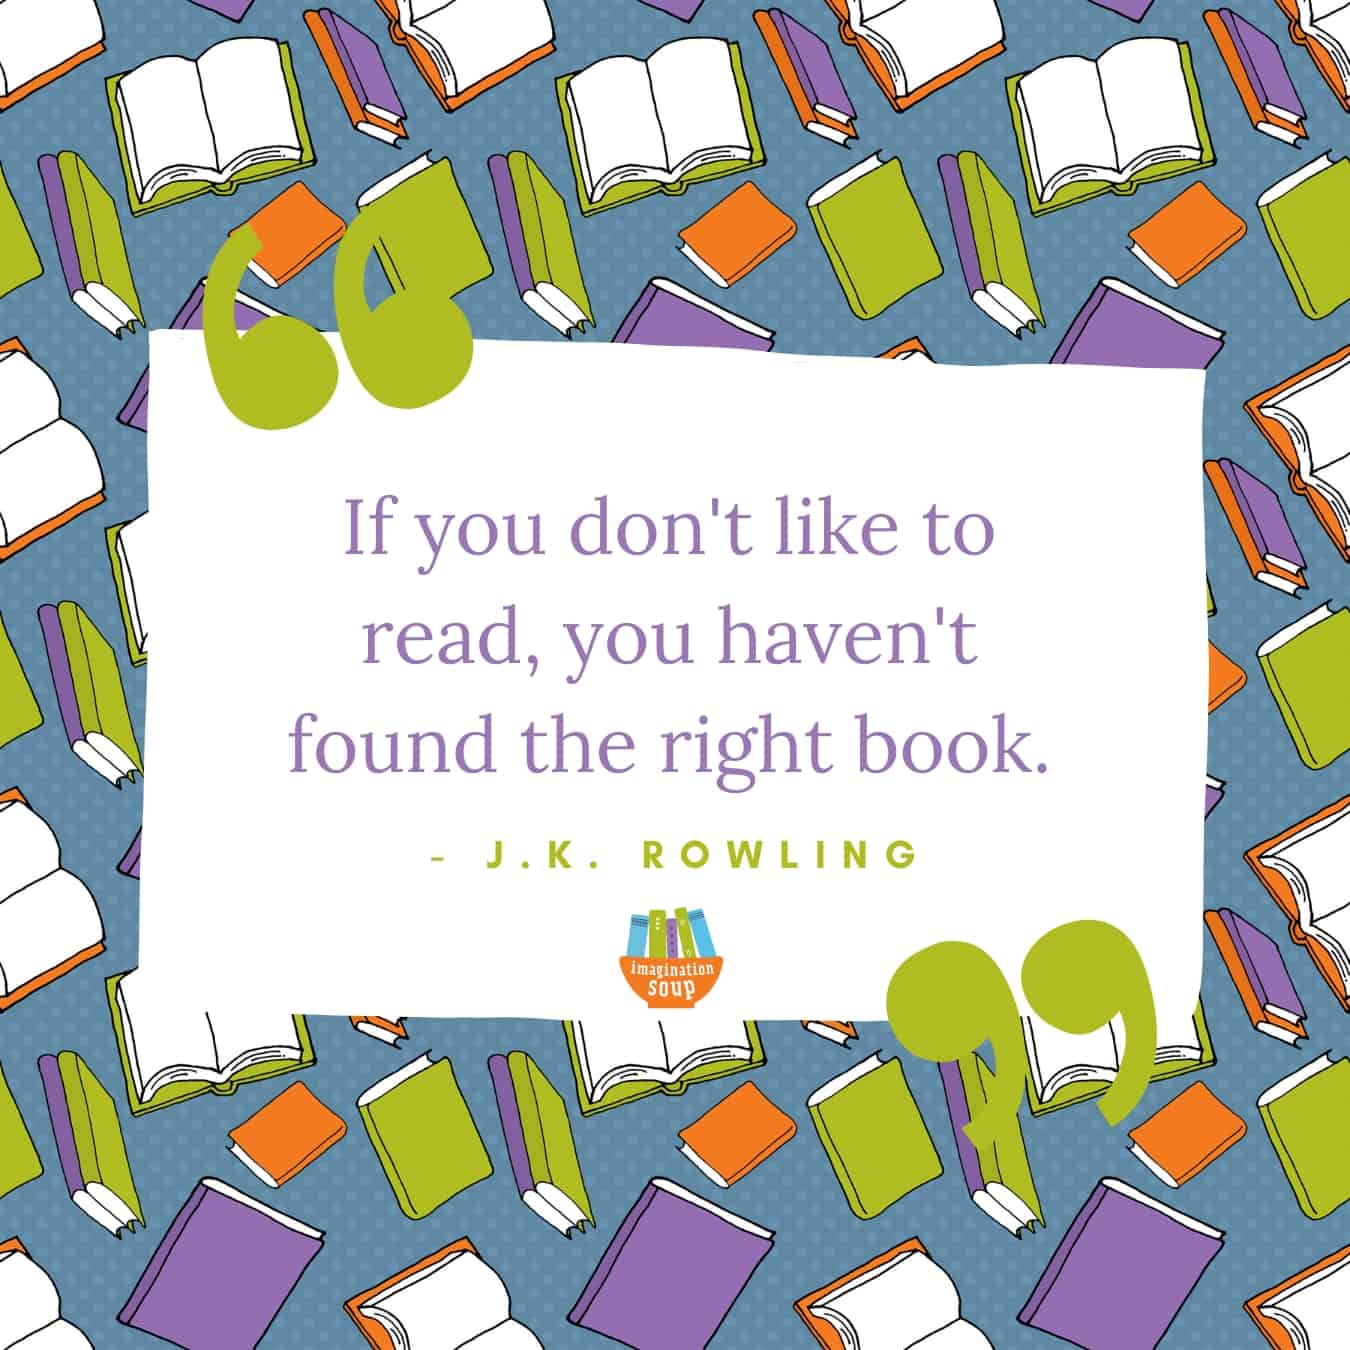 If you don't like to
read, you haven't
found the right book.
- J.K. ROWLING
imagination
soup